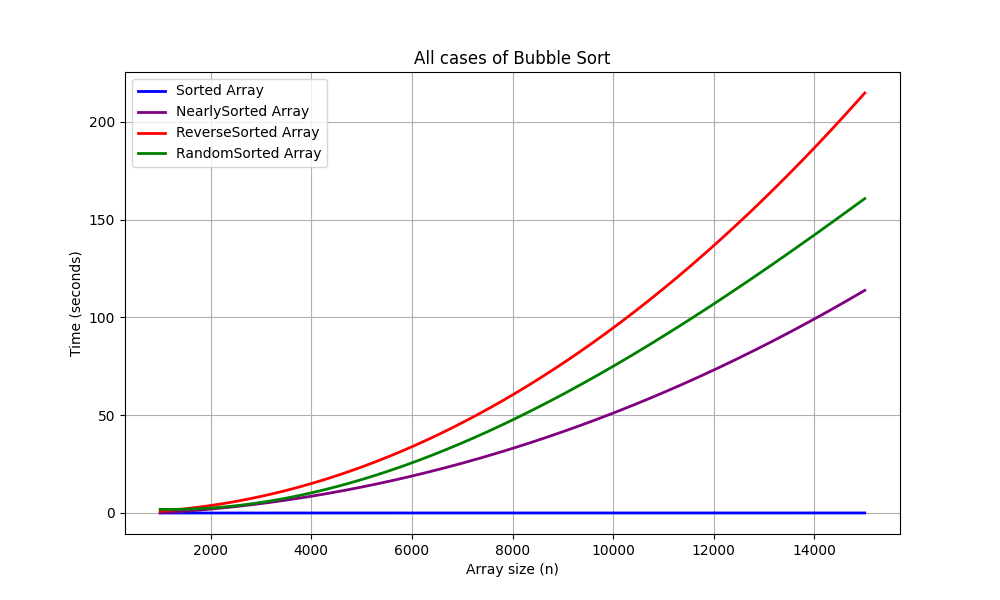 All cases of Bubble Sort
Sorted Array
NearlySorted Array
ReverseSorted Array
RandomSorted Array
200
150
100
50
0
Time (seconds)
2000 4000 6000 8000 10000 12000 14000
Array size (n)